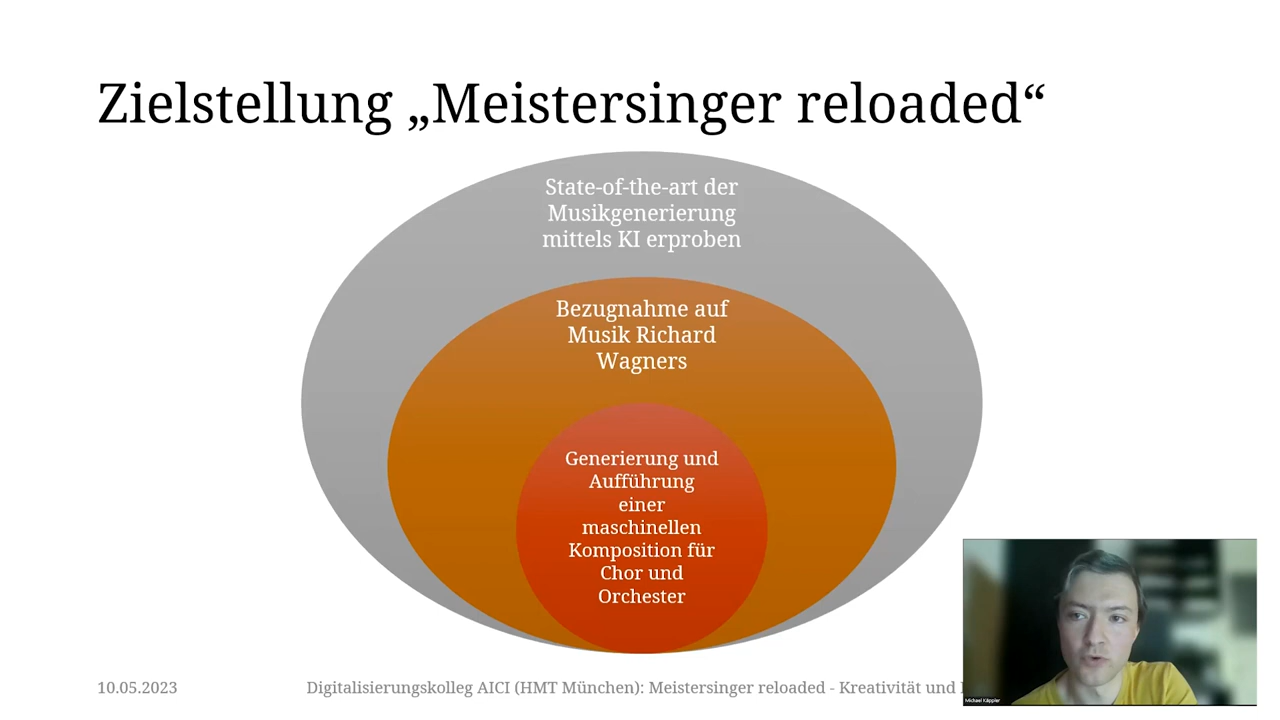 Zielstellung „Meistersinger reloaded“
State-of-the-art der
Musikgenerierung
mittels KI erproben
Bezugnahme auf
Musik Richard
Wagners
Generierung und
Aufführung
einer
maschinellen
Komposition für
Chor und
Orchester
10.05.2023
Digitalisierungskolleg AICI (HMT München): Meistersinger reloaded - Kreativität und
Michael Käppler